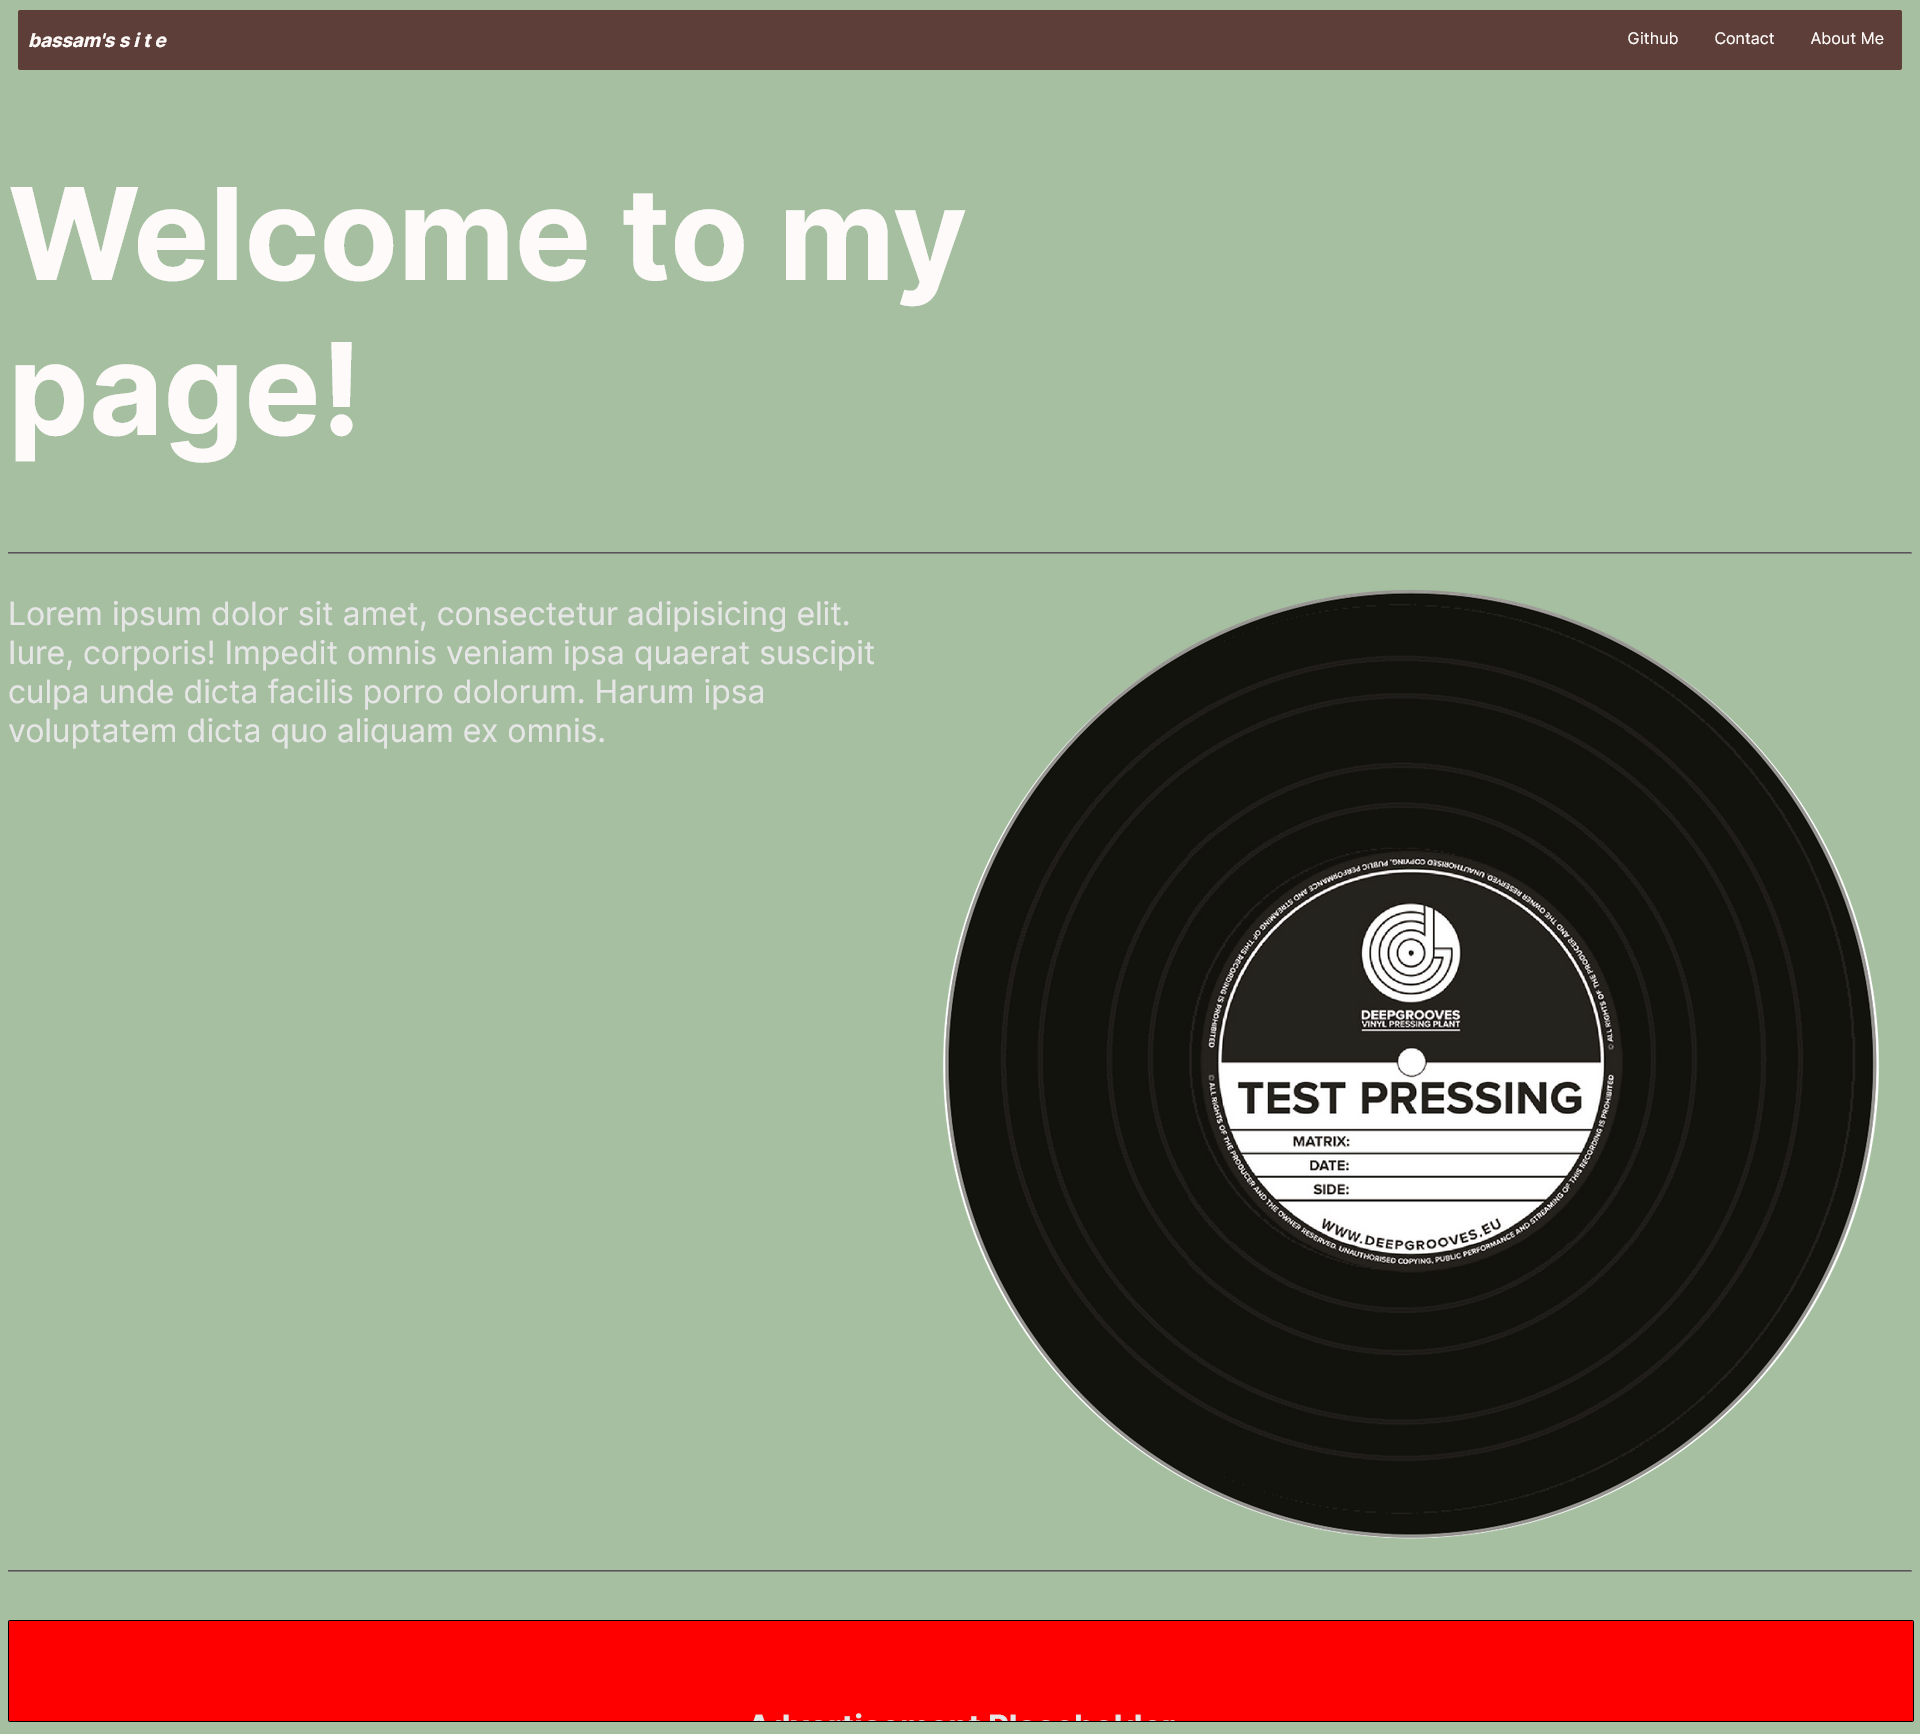 bassam's s i t e
Github Contact About Me
Welcome to my
page!
Lorem ipsum dolor sit amet, consectetur adipisicing elit.
Iure, corporis! Impedit omnis veniam ipsa quaerat suscipit
culpa unde dicta facilis porro dolorum. Harum ipsa
voluptatem dicta quo aliquam ex omnis.
© ALL RIGHTS OF THE PRODUCER AND THE OWNER RESERVED. UNAUTHORISED COPYING, PUBLIC PERFORMANCE AND STREAMING OF THIS RECORDING IS PROHIBITED
DEEPGROOVES
VINYL PRESSING PLANT
TEST PRESSING
MATRIX:
DATE:
SIDE:
WWW.DEEPGROOVES.EU
© ALL RIGHTS OF THE PRODUCER AND THE OWNER RESERVED. UNAUTHORISED COPYING, PUBLIC PERFORMANCE AND STREAMING OF THIS RECORDING IS PROHIBITED
Advertisement Placeholder